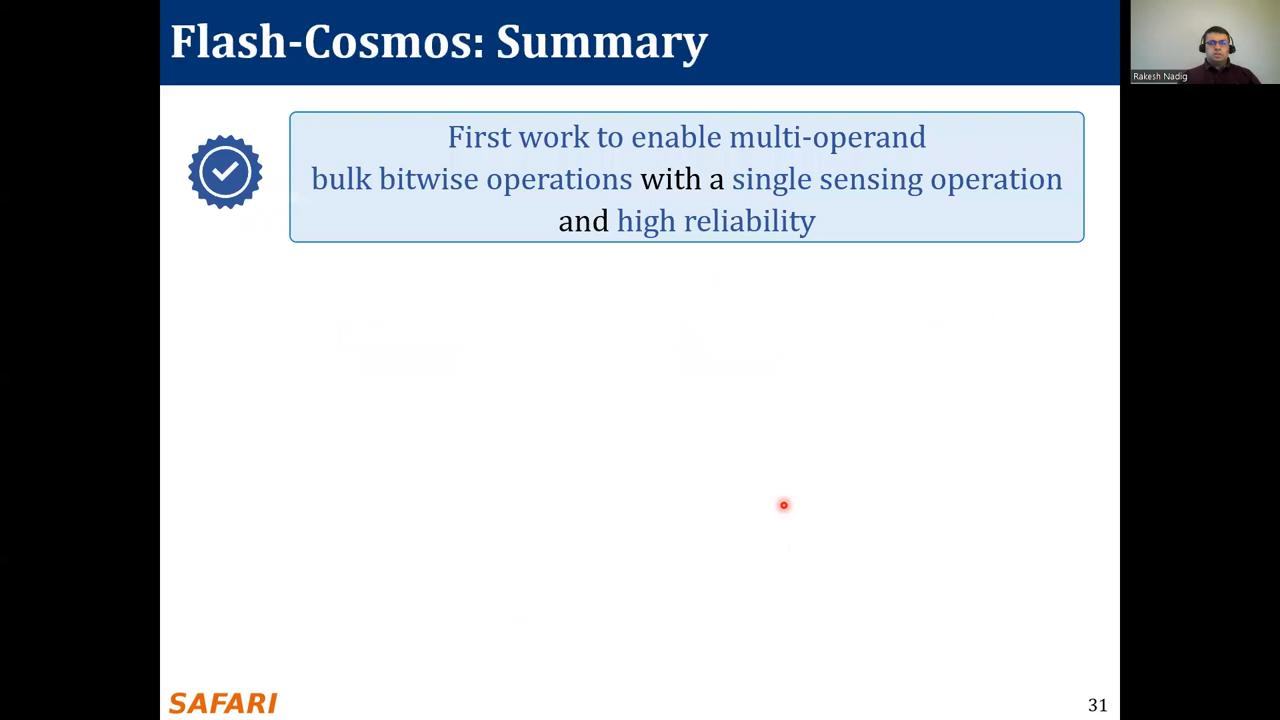 Flash-Cosmos: Summary
Rakesh Nadig
First work to enable multi-operand
bulk bitwise operations with a single sensing operation
and high reliability
SAFARI
31